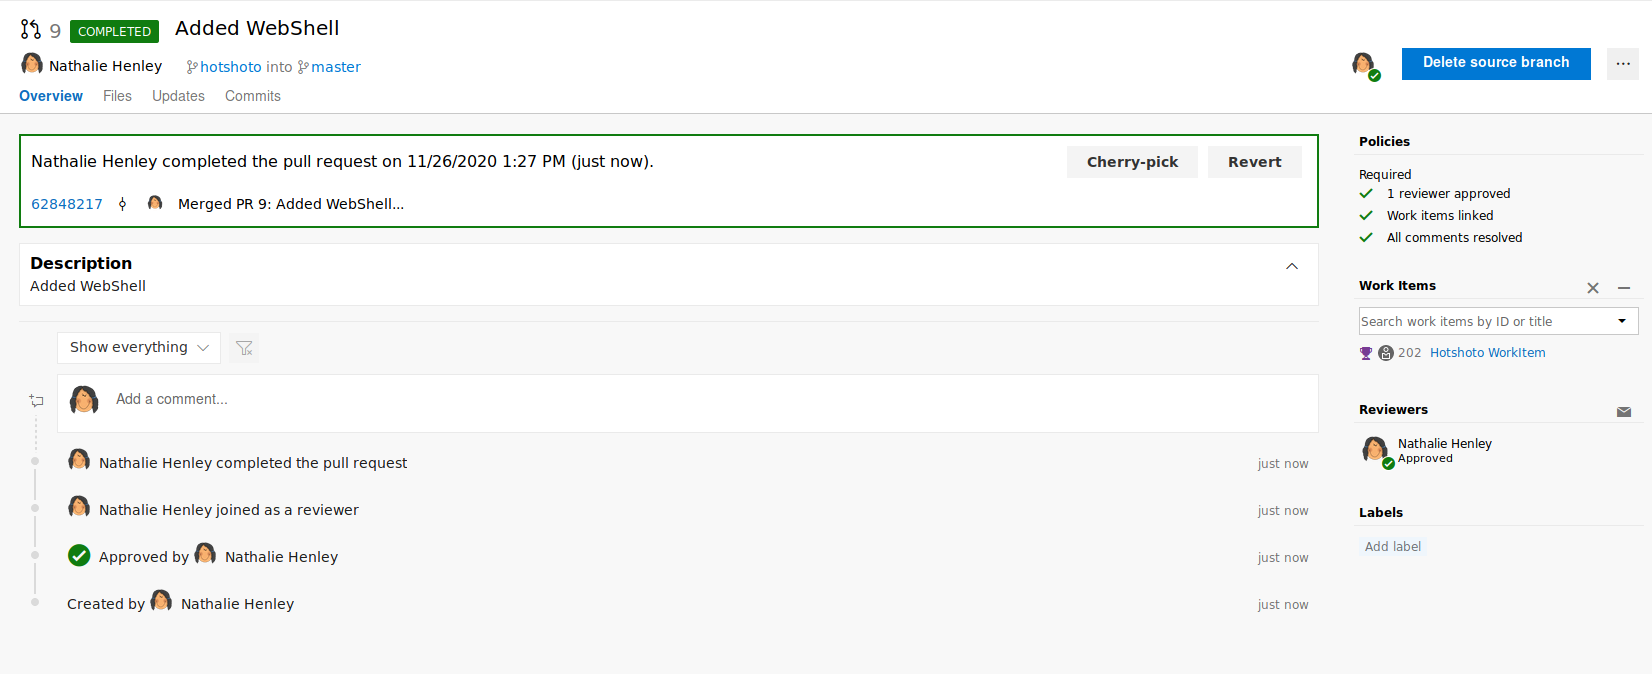 9 COMPLETED Added WebShell
Nathalie Henley hotshoto into master
Delete source branch ...
Overview Files Updates Commits
Nathalie Henley completed the pull request on 11/26/2020 1:27 PM (just now).
Cherry-pick Revert
62848217 Merged PR 9: Added WebShell...
Description
Added WebShell
Show everything
Add a comment...
Nathalie Henley completed the pull request just now
Nathalie Henley joined as a reviewer just now
Approved by Nathalie Henley just now
Created by Nathalie Henley just now
Policies
Required
1 reviewer approved
Work items linked
All comments resolved
Work Items
Search work items by ID or title
202 Hotshoto WorkItem
Reviewers
Nathalie Henley
Approved
Labels
Add label